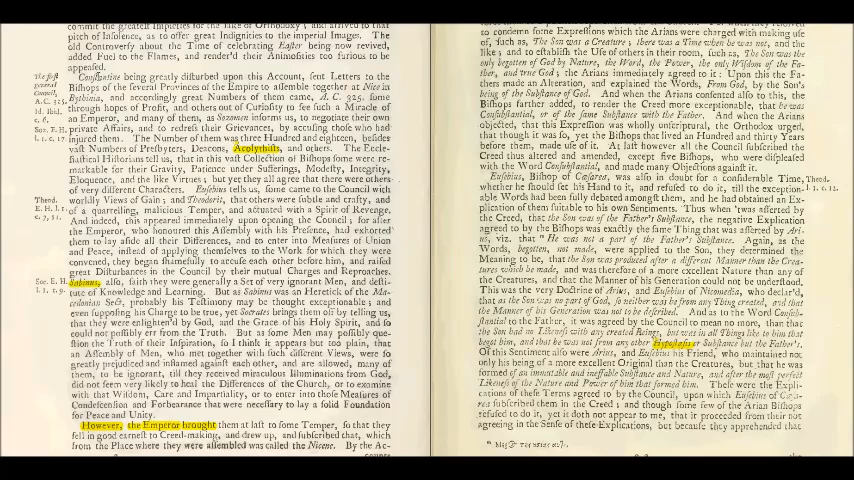 commit the greatest Impieties for the sake of Orthodoxy; and arrived to that
pitch of Insolence, as to offer great Indignities to the imperial Images. The
old Controversy about the Time of celebrating Easter being now revived,
added Fuel to the Flames, and render'd their Animosities too furious to be
appeased.
The first
general
Council,
A. C. 325.
Id. Ibid.
c. 6.
Soz. E. H.
l. 1. c. 17.
Constantine being greatly disturbed upon this Account, sent Letters to the
Bishops of the several Provinces of the Empire to assemble together at Nice in
Bythinia, and accordingly great Numbers of them came, A. C. 325. some
through hopes of Profit, and others out of Curiosity to see such a Miracle of
an Emperor, and many of them, as Sozomen informs us, to negotiate their own
private Affairs, and to redress their Grievances, by accusing those who had
injured them. The Number of them was three Hundred and eighteen, besides
vast Numbers of Presbyters, Deacons, Acolythists, and others. The Eccle-
siastical Historians tell us, that in this vast Collection of Bishops some were re-
markable for their Gravity, Patience under Sufferings, Modesty, Integrity,
Eloquence, and the like Virtues; but yet they all agree that there were others
of very different Characters. Eusebius tells us, some came to the Council with
Theod.
E. H. l. 1.
c. 7, 11.
worldly Views of Gain; and Theodorit, that others were subtle and crafty, and
of a quarrelling, malicious Temper, and actuated with a Spirit of Revenge.
And indeed, this appeared immediately upon opening the Council; for after
the Emperor, who honoured this Assembly with his Presence, had exhorted
them to lay aside all their Differences, and to enter into Measures of Union
and Peace, instead of applying themselves to the Work for which they were
convened, they began shamefully to accuse each other before him, and raised
great Disturbances in the Council by their mutual Charges and Reproaches.
Soc. E. H.
l. 1. c. 9.
Sabinus, also, saith they were generally a Set of very ignorant Men, and desti-
tute of Knowledge and Learning. But as Sabinus was an Heretick of the Mace-
donian Sect, probably his Testimony may be thought exceptionable; and
even supposing his Charge to be true, yet Socrates brings them off by telling us,
that they were enlighten'd by God, and the Grace of his Holy Spirit, and so
could not possibly err from the Truth. But as some Men may possibly que-
stion the Truth of their Inspiration, so I think it appears but too plain, that
an Assembly of Men, who met together with such different Views, were so
greatly prejudiced and inflamed against each other, and are allowed, many of
them, to be ignorant, till they received miraculous Illuminations from God,
did not seem very likely to heal the Differences of the Church, or to examine
with that Wisdom, Care and Impartiality, or to enter into those Measures of
Condescension and Forbearance that were necessary to lay a solid Foundation
for Peace and Unity.
However, the Emperor brought them at last to some Temper, so that they
fell in good earnest to Creed-making, and drew up, and subscribed that, which
from the Place where they were assembled was called the Nicene. By the Ac-
to condemn some Expressions which the Arians were charged with making use
of, such as, The Son was a Creature; there was a Time when he was not, and the
like; and to establish the Use of others in their room, such as, The Son was the
only begotten of God by Nature, the Word, the Power, the only Wisdom of the Fa-
ther, and true God; the Arians immediately agreed to it: Upon this the Fa-
thers made an Alteration, and explained the Words, From God, by the Son's
being of the Substance of God. And when the Arians consented also to this, the
Bishops farther added, to render the Creed more exceptionable, that he was
Consubstantial, or of the same Substance with the Father. And when the Arians
objected, that this Expression was wholly unscriptural, the Orthodox urged,
that though it was so, yet the Bishops that lived an Hundred and thirty Years
before them, made use of it. At last however all the Council subscribed the
Creed thus altered and amended, except five Bishops, who were displeased
with the Word Consubstantial, and made many Objections against it.
Eusebius, Bishop of Cæsarea, was also in doubt for a considerable Time,
whether he should set his Hand to it, and refused to do it, till the exception-
able Words had been fully debated amongst them, and he had obtained an Ex-
Theod.
l. 1. c. 12.
plication of them suitable to his own Sentiments. Thus when 'twas asserted by
the Creed, that the Son was of the Father's Substance, the negative Explication
agreed to by the Bishops was exactly the same Thing that was asserted by Ari-
us, viz. that "He was not a part of the Father's Substance. Again, as the
Words, begotten, not made, were applied to the Son, they determined the
Meaning to be, that the Son was produced after a different Manner than the Crea-
tures which he made, and was therefore of a more excellent Nature than any of
the Creatures, and that the Manner of his Generation could not be understood.
This was the very Doctrine of Arius, and Eusebius of Nicomedia, who declar'd,
that as the Son was no part of God, so neither was he from any Thing created, and that
the Manner of his Generation was not to be described. And as to the Word Consub-
stantial to the Father, it was agreed by the Council to mean no more, than that
the Son had no Likeness with any created Beings, but was in all Things like to him that
begot him, and that he was not from any other Hypostasis or Substance but the Father's.
Of this Sentiment also were Arius, and Eusebius his Friend, who maintained not
only his being of a more excellent Original than the Creatures, but that he was
formed of an immutable and ineffable Substance and Nature, and after the most perfect
Likeness of the Nature and Power of him that formed him. These were the Expli-
cations of these Terms agreed to by the Council, upon which Eusebius of Cæsa-
rea subscribed them in the Creed; and though some few of the Arian Bishops
refused to do it, yet it doth not appear to me, that it proceeded from their not
agreeing in the Sense of these Explications, but because they apprehended that